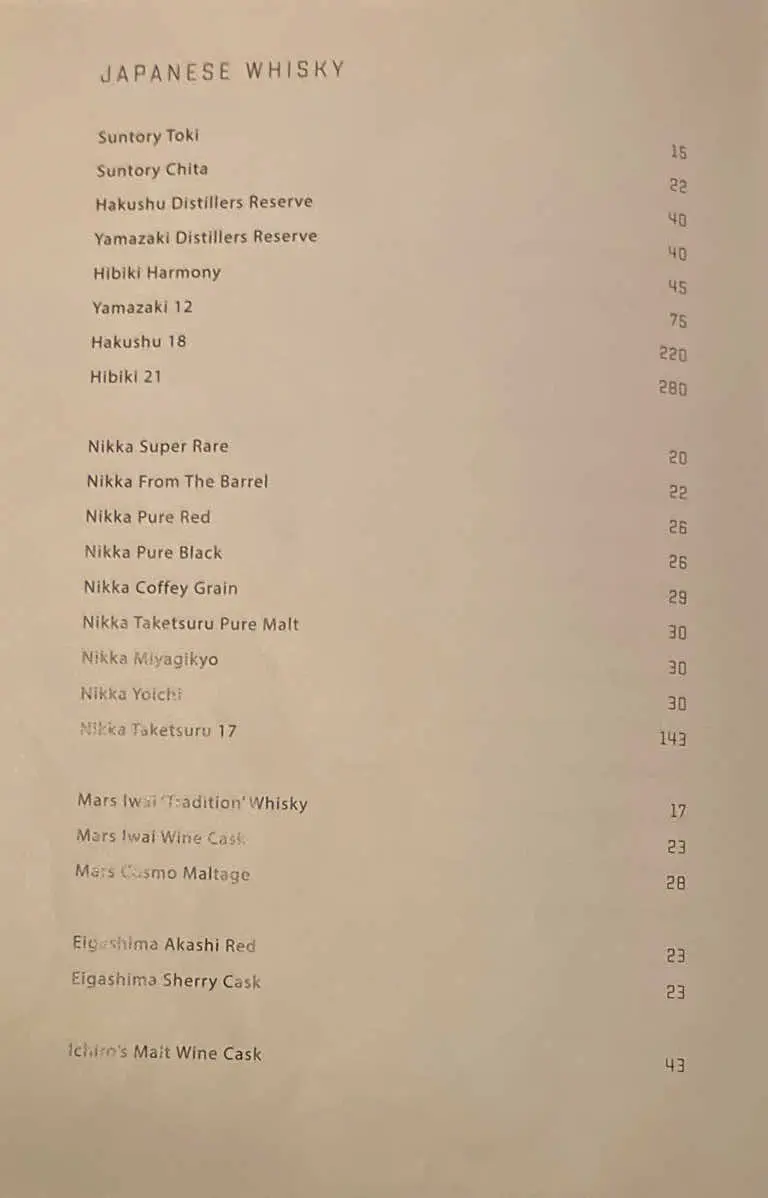 JAPANESE WHISKY
Suntory Toki 15
Suntory Chita 22
Hakushu Distillers Reserve 40
Yamazaki Distillers Reserve 40
Hibiki Harmony 45
Yamazaki 12 75
Hakushu 18 220
Hibiki 21 280
Nikka Super Rare 20
Nikka From The Barrel 22
Nikka Pure Red 26
Nikka Pure Black 26
Nikka Coffey Grain 29
Nikka Taketsuru Pure Malt 30
Nikka Miyagikyo 30
Nikka Yoichi 30
Nikka Taketsuru 17 143
Mars Iwai 'Tradition' Whisky 17
Mars Iwai Wine Cask 23
Mars Cosmo Maltage 28
Eigashima Akashi Red 23
Eigashima Sherry Cask 23
Ichiro's Malt Wine Cask 43